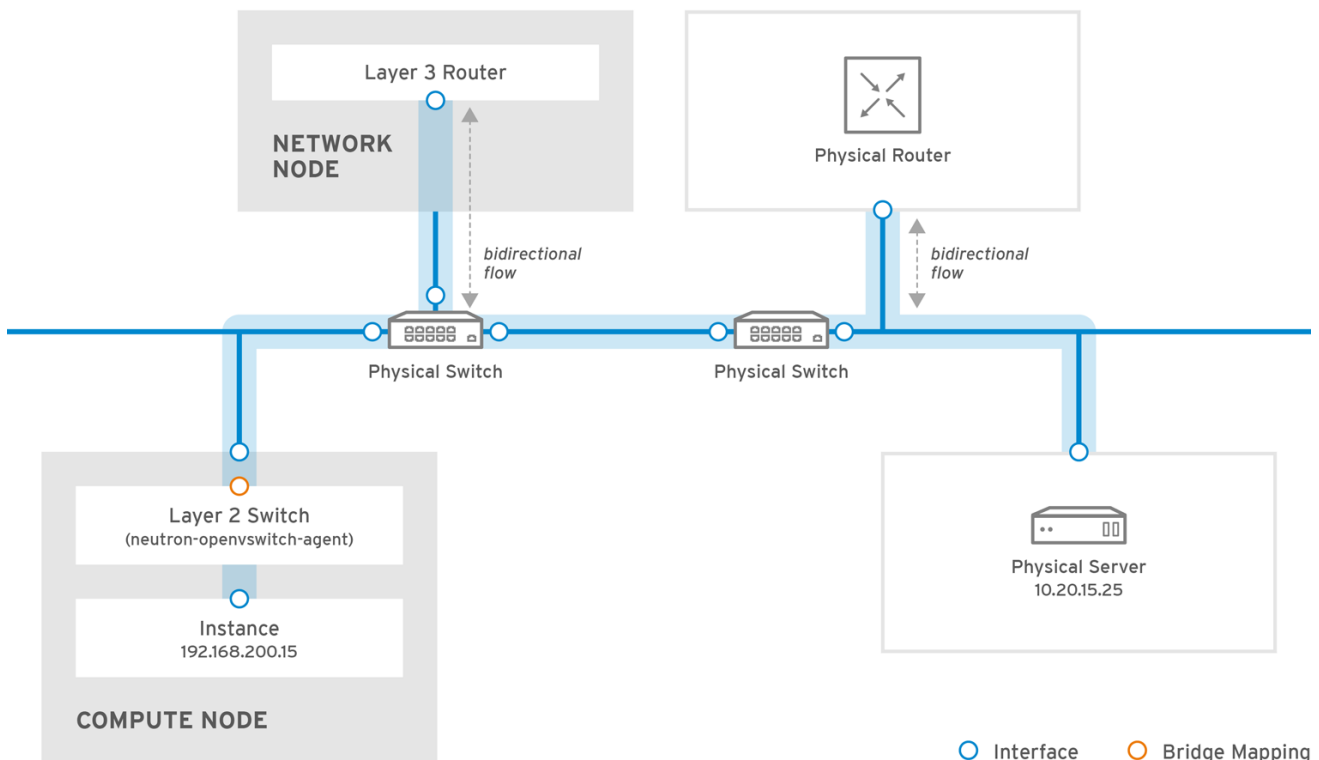 Layer 3 Router
NETWORK
NODE
Physical Router
bidirectional
flow
bidirectional
flow
Physical Switch
Physical Switch
Layer 2 Switch
(neutron-openvswitch-agent)
Instance
192.168.200.15
COMPUTE NODE
Physical Server
10.20.15.25
Interface
Bridge Mapping